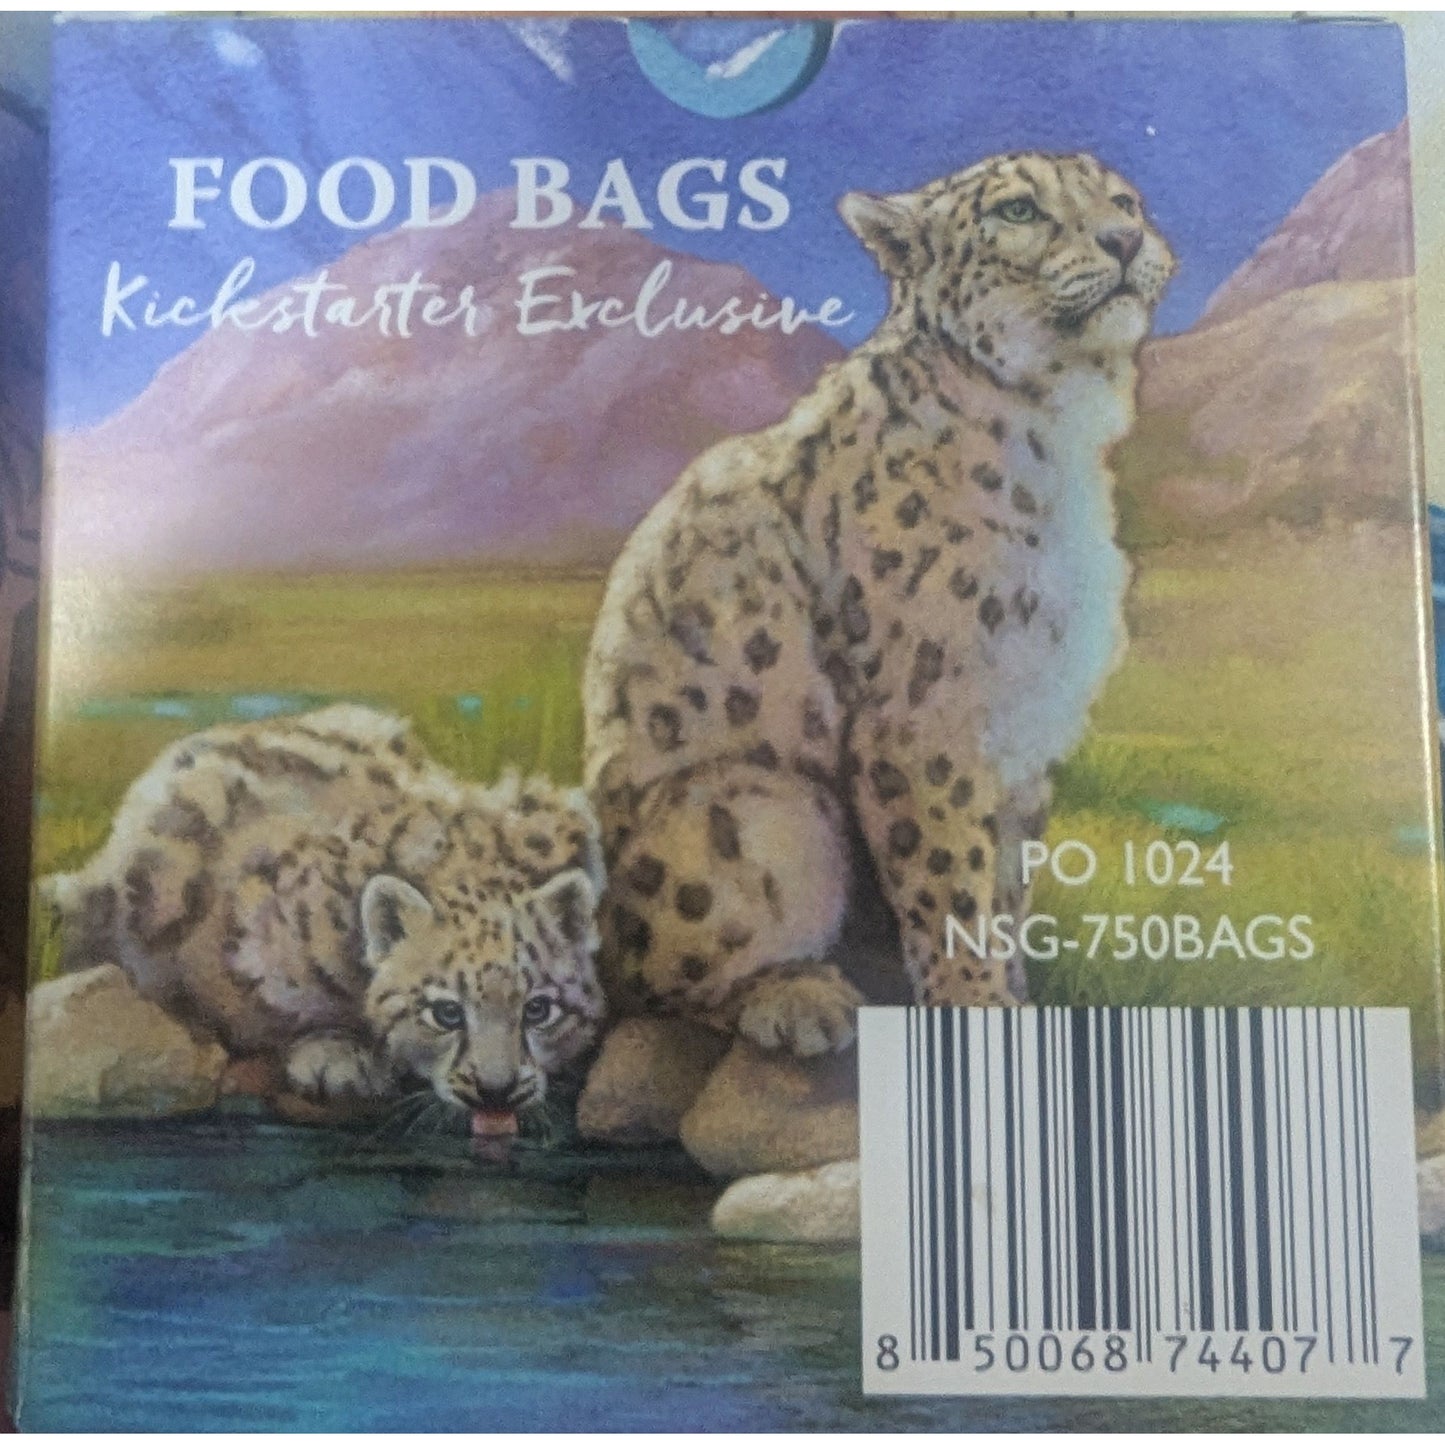 FOOD BAGS
Kickstarter Exclusive
PO 1024
NSG-750BAGS
8 50068 74407 7